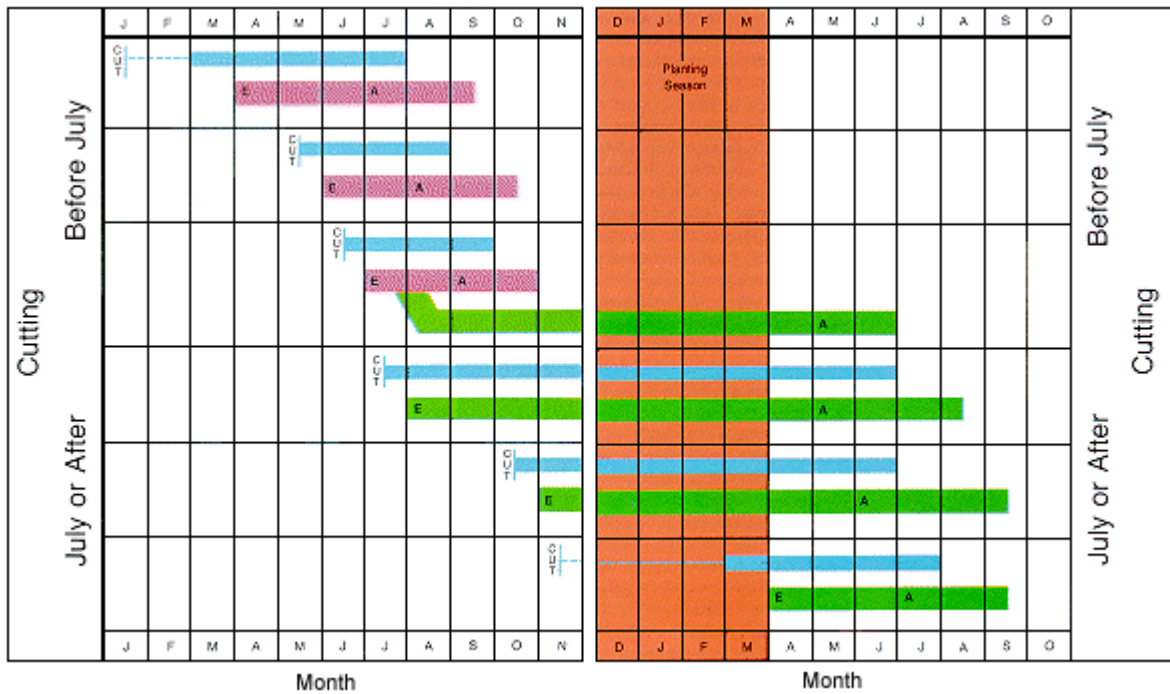 J F M A M J J A S O N
D J F M A M J J A S O
CUT
Planting
Season
E A
CUT
E A
CUT
E A
A
CUT
E A
CUT
E A
CUT
E A
Before July
Cutting
July or After
Before July
Cutting
July or After
J F M A M J J A S O N
D J F M A M J J A S O
Month
Month